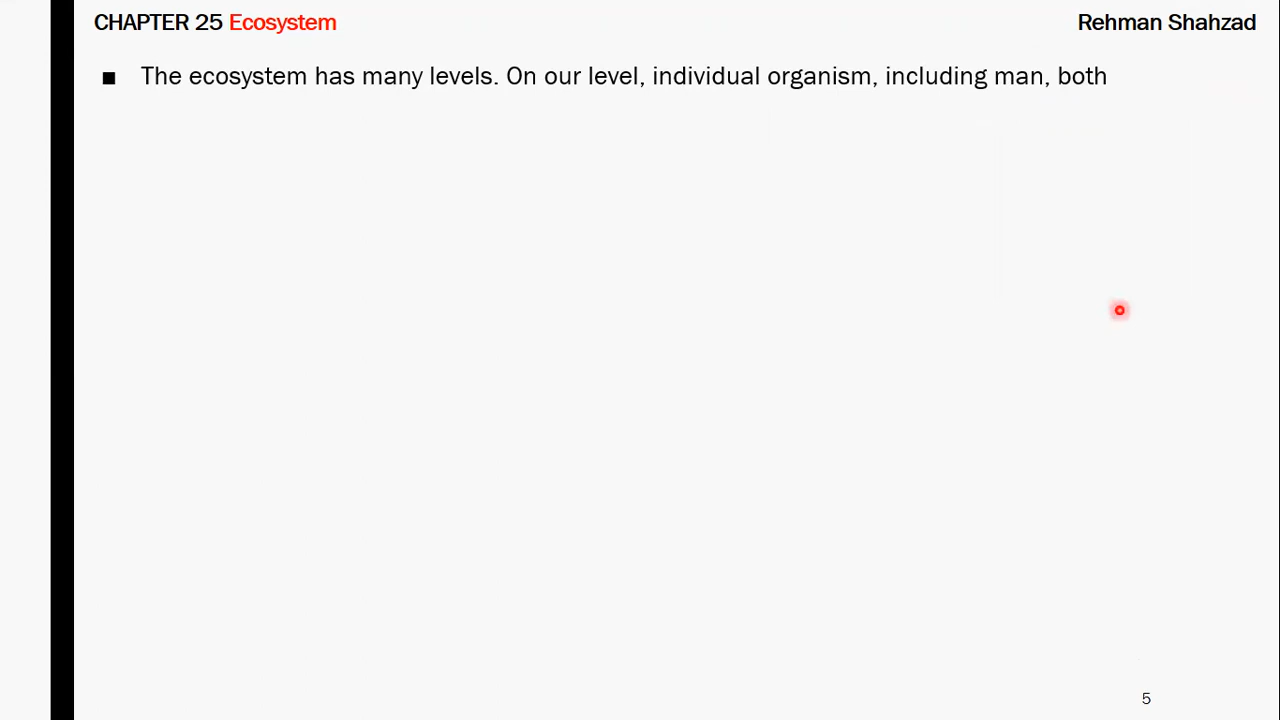 CHAPTER 25 Ecosystem
Rehman Shahzad
■ The ecosystem has many levels. On our level, individual organism, including man, both
5